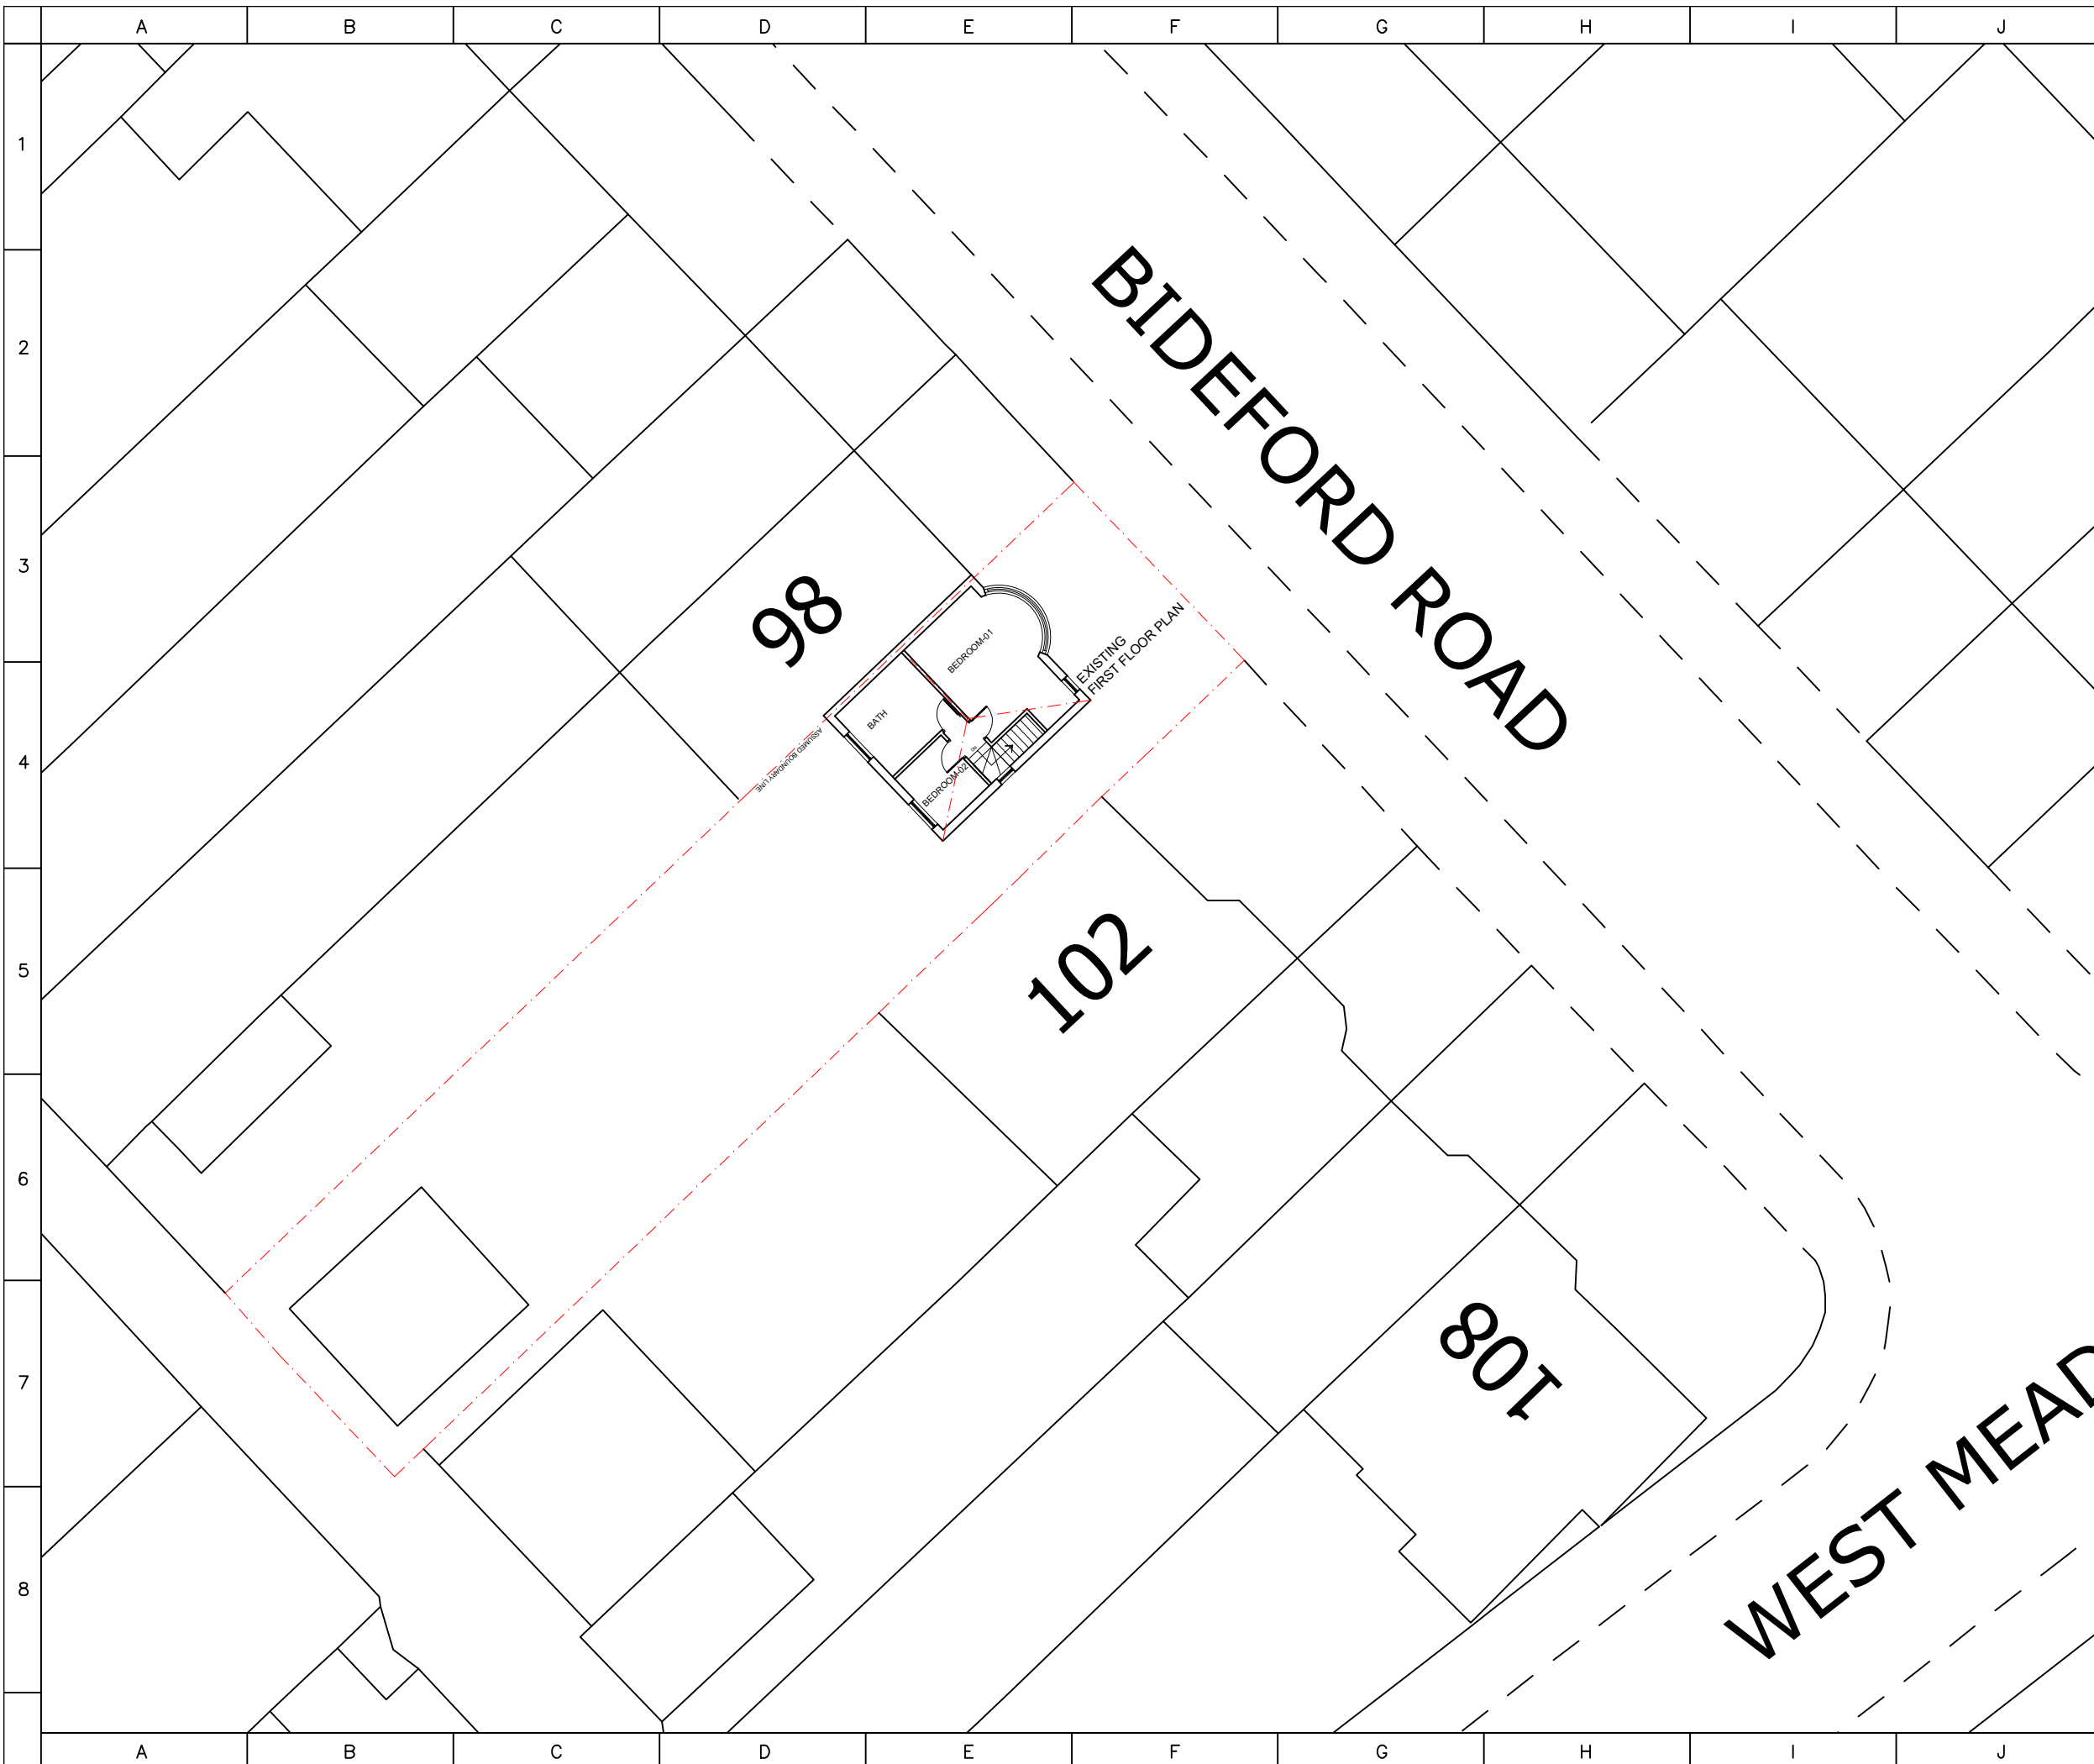 A B C D E F G H I J
1
2
3
4
5
6
7
8
BIDEFORD ROAD
98
BEDROOM-01
EXISTING
FIRST FLOOR PLAN
BATH
ASSUMED BOUNDARY LINE
BEDROOM-02
102
108
WEST MEAD
A B C D E F G H I J